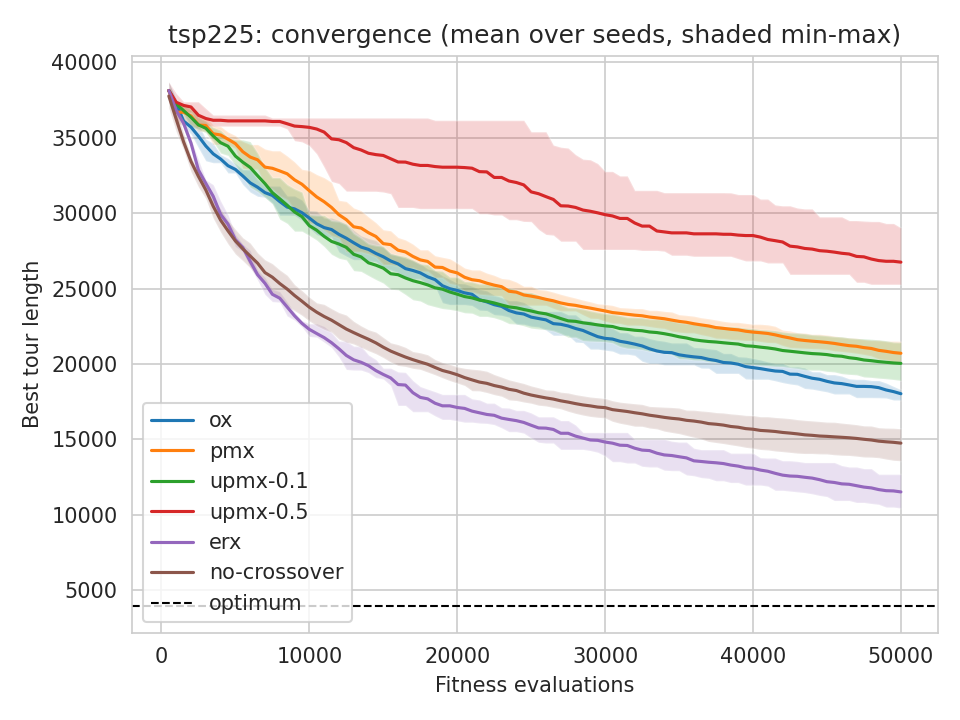 tsp225: convergence (mean over seeds, shaded min-max)
Best tour length
40000
35000
30000
25000
20000
15000
10000
5000
ox
pmx
upmx-0.1
upmx-0.5
erx
no-crossover
optimum
0 10000 20000 30000 40000 50000
Fitness evaluations